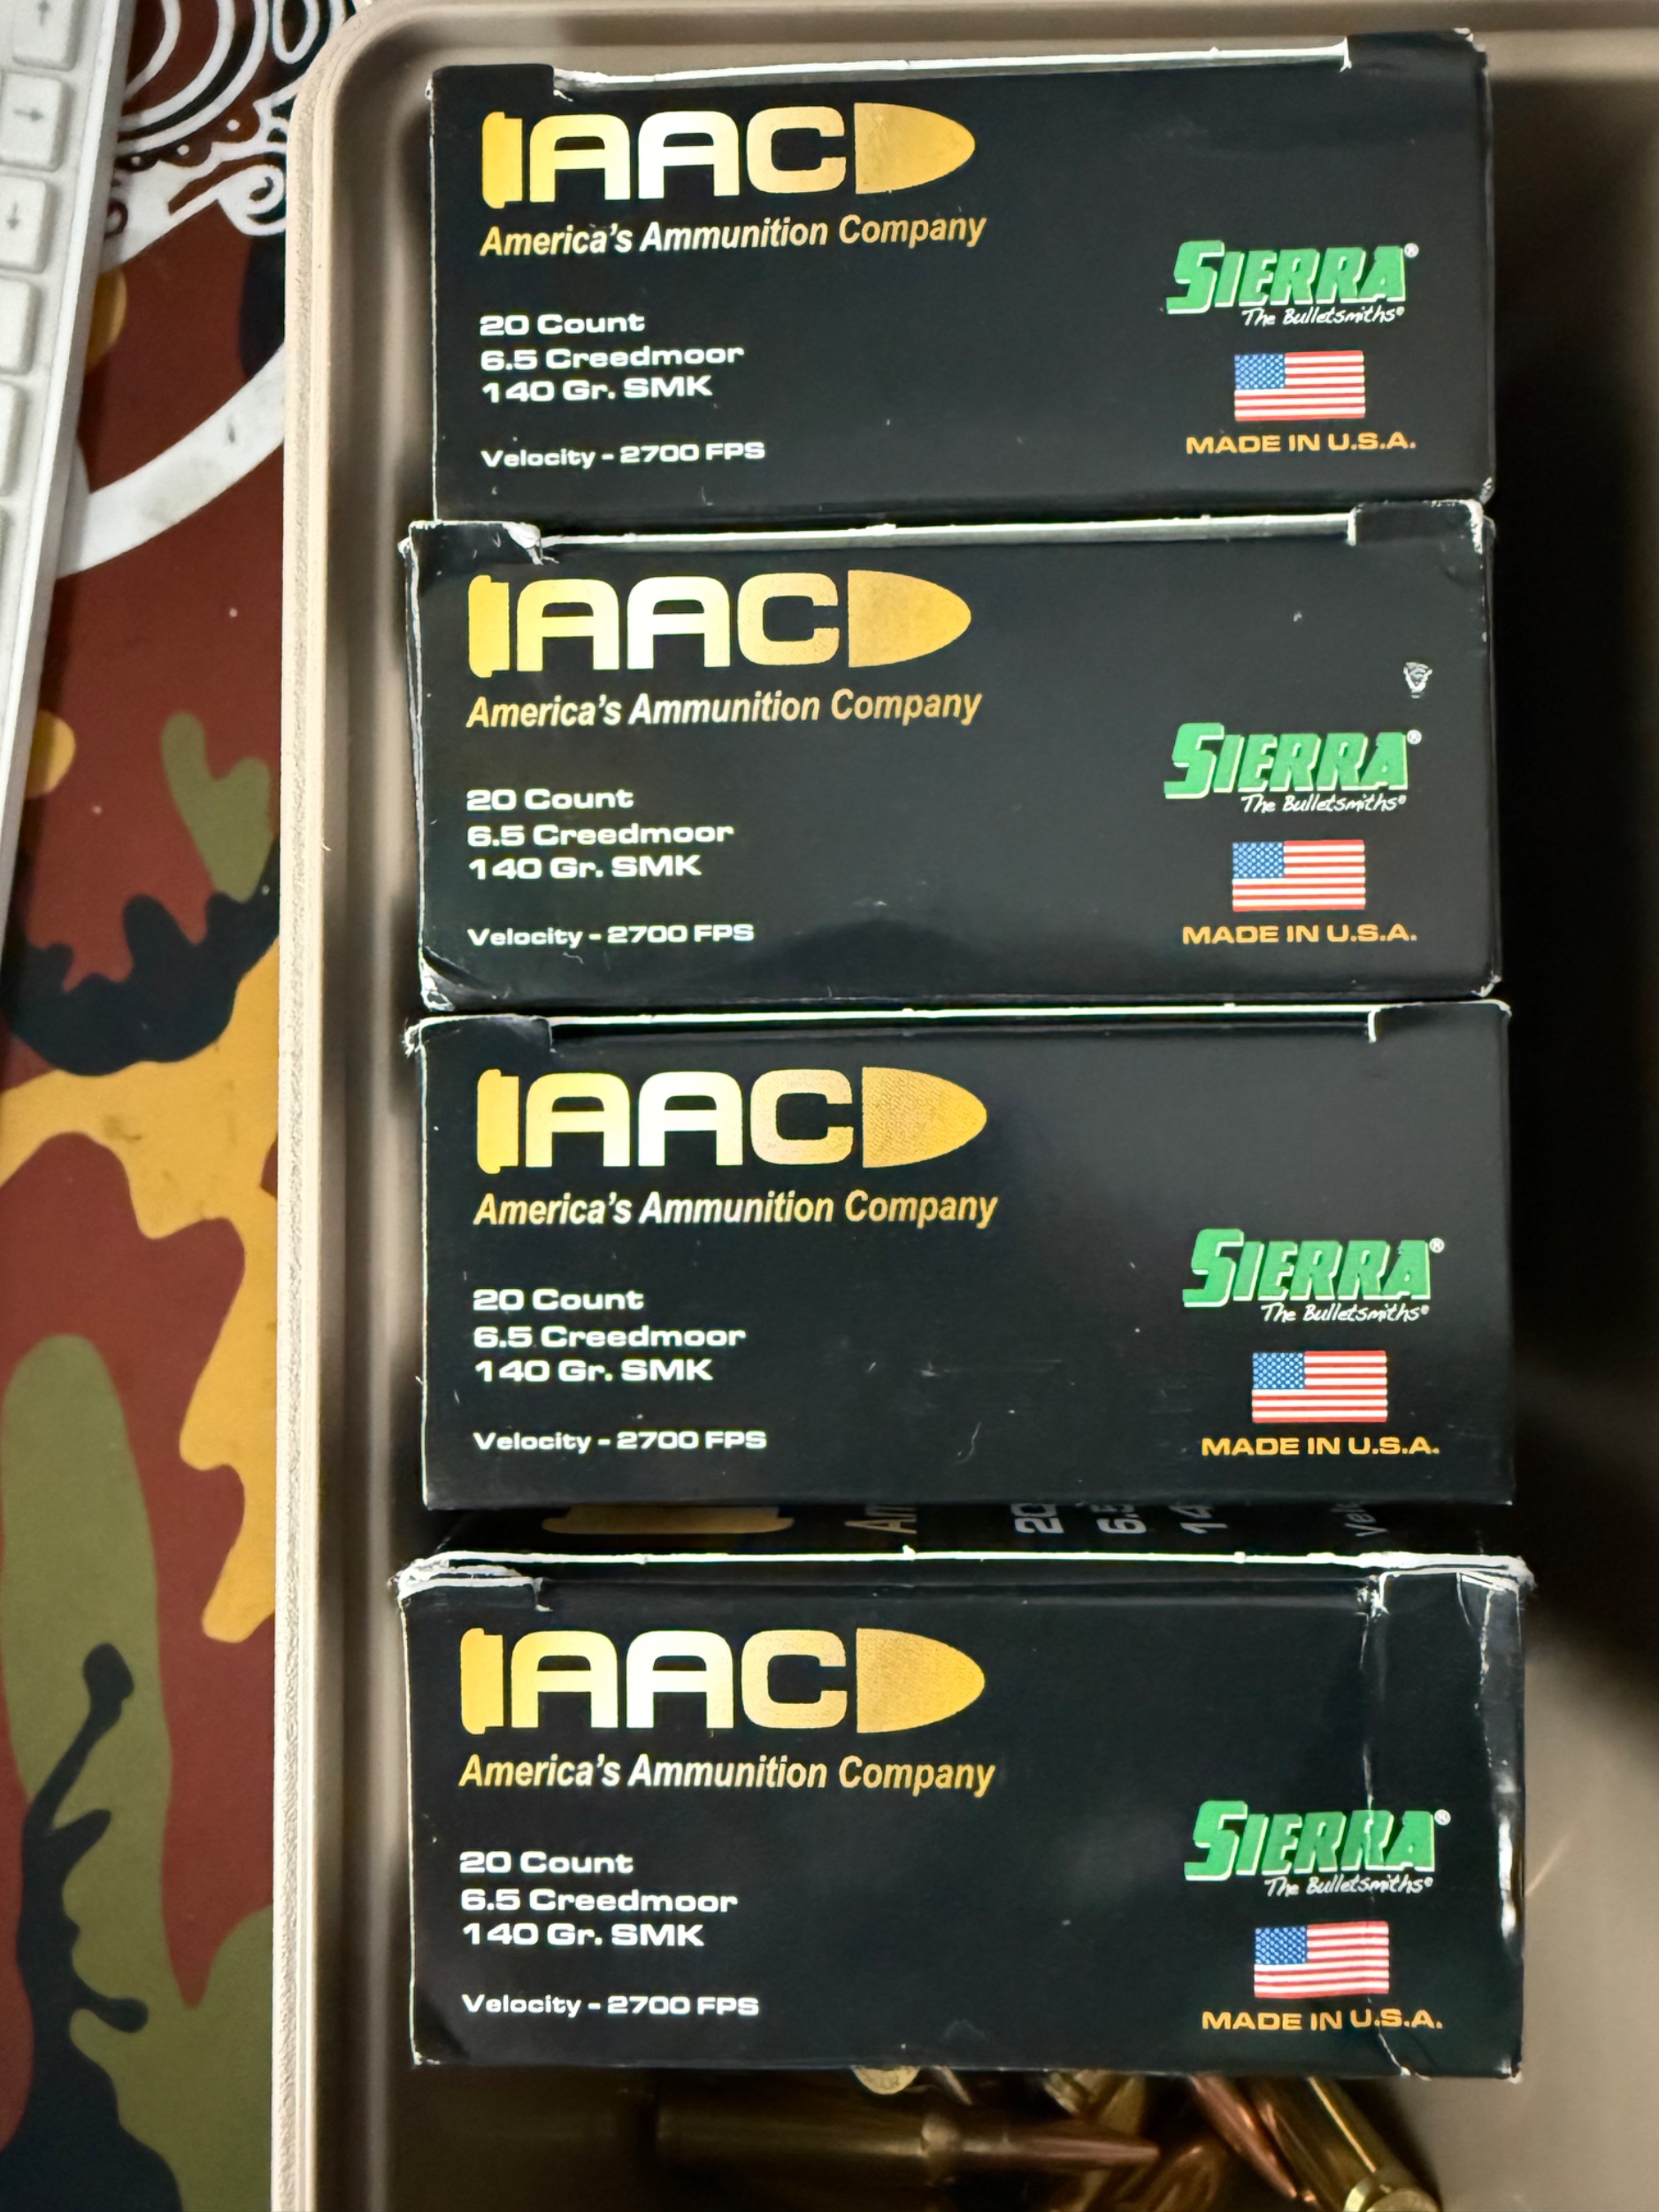 AAC
America's Ammunition Company
20 Count
6.5 Creedmoor
140 Gr. SMK
Velocity - 2700 FPS
SIERRA®
The Bulletsmiths®
MADE IN U.S.A.
AAC
America's Ammunition Company
20 Count
6.5 Creedmoor
140 Gr. SMK
Velocity - 2700 FPS
SIERRA®
The Bulletsmiths®
MADE IN U.S.A.
AAC
America's Ammunition Company
20 Count
6.5 Creedmoor
140 Gr. SMK
Velocity - 2700 FPS
SIERRA®
The Bulletsmiths®
MADE IN U.S.A.
AAC
America's Ammunition Company
20 Count
6.5 Creedmoor
140 Gr. SMK
Velocity - 2700 FPS
SIERRA®
The Bulletsmiths®
MADE IN U.S.A.